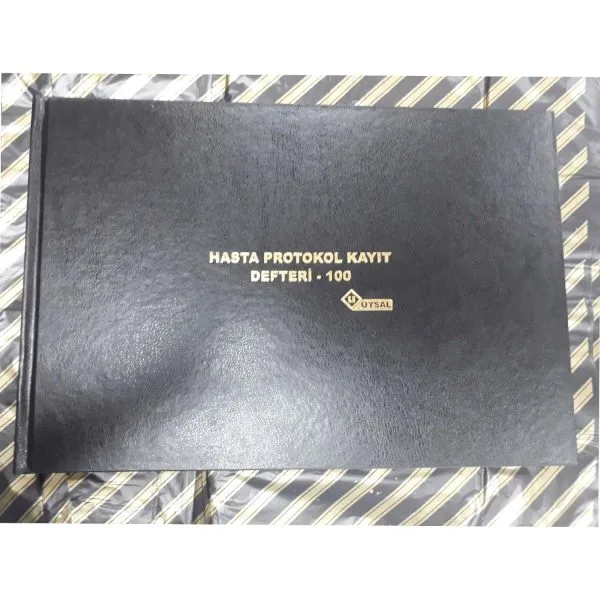 HASTA PROTOKOL KAYIT
DEFTERİ - 100
U
UYSAL